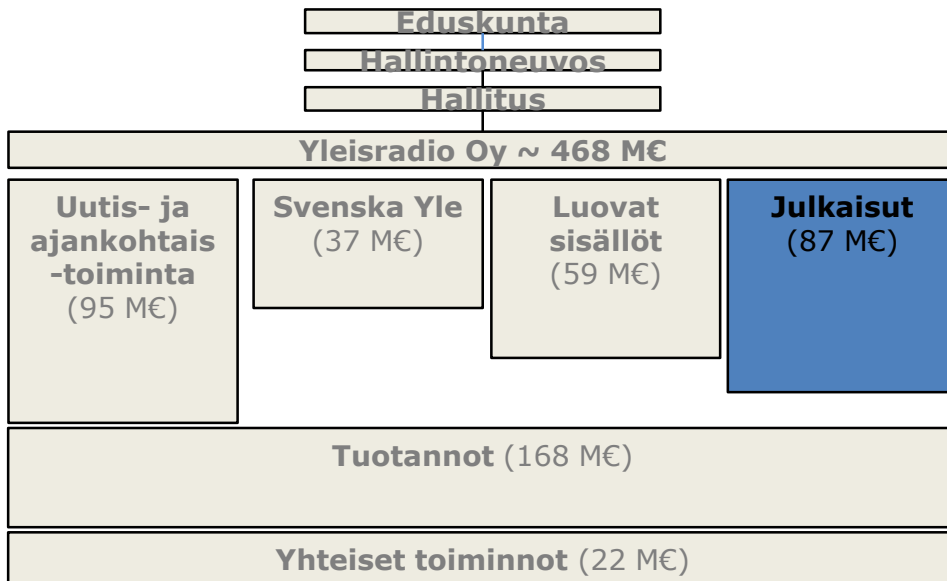 Eduskunta
Hallintoneuvos
Hallitus
Yleisradio Oy ~ 468 M€
Uutis- ja
ajankohtais
-toiminta
(95 M€)
Svenska Yle
(37 M€)
Luovat
sisällöt
(59 M€)
Julkaisut
(87 M€)
Tuotannot (168 M€)
Yhteiset toiminnot (22 M€)